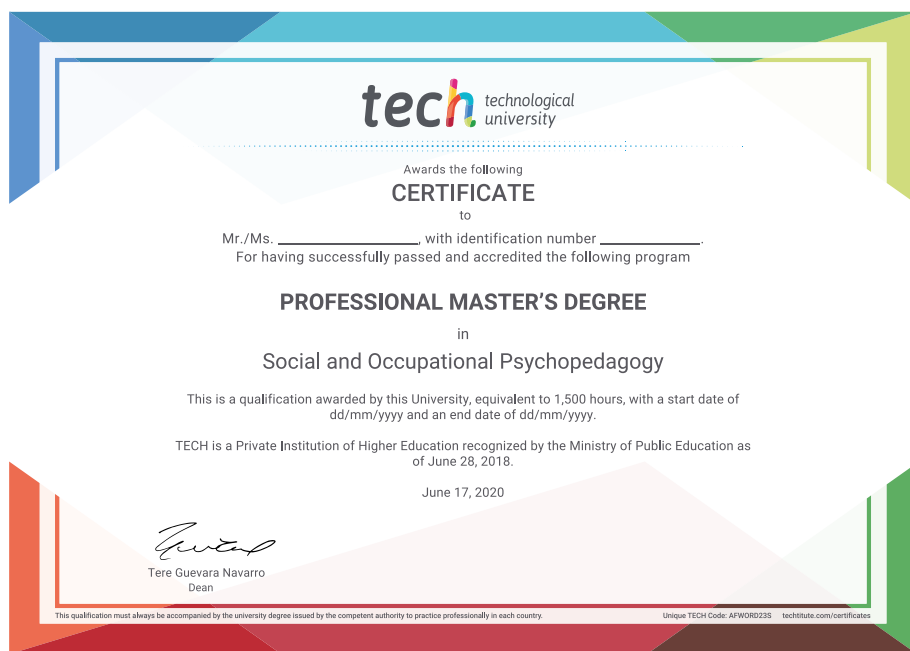 tech technological
university
Awards the following
CERTIFICATE
to
Mr./Ms. ____________________, with identification number ______________.
For having successfully passed and accredited the following program
PROFESSIONAL MASTER'S DEGREE
in
Social and Occupational Psychopedagogy
This is a qualification awarded by this University, equivalent to 1,500 hours, with a start date of
dd/mm/yyyy and an end date of dd/mm/yyyy.
TECH is a Private Institution of Higher Education recognized by the Ministry of Public Education as
of June 28, 2018.
June 17, 2020
Tere Guevara Navarro
Dean
This qualification must always be accompanied by the university degree issued by the competent authority to practice professionally in each country. Unique TECH Code: AFWORD23S techtitute.com/certificates